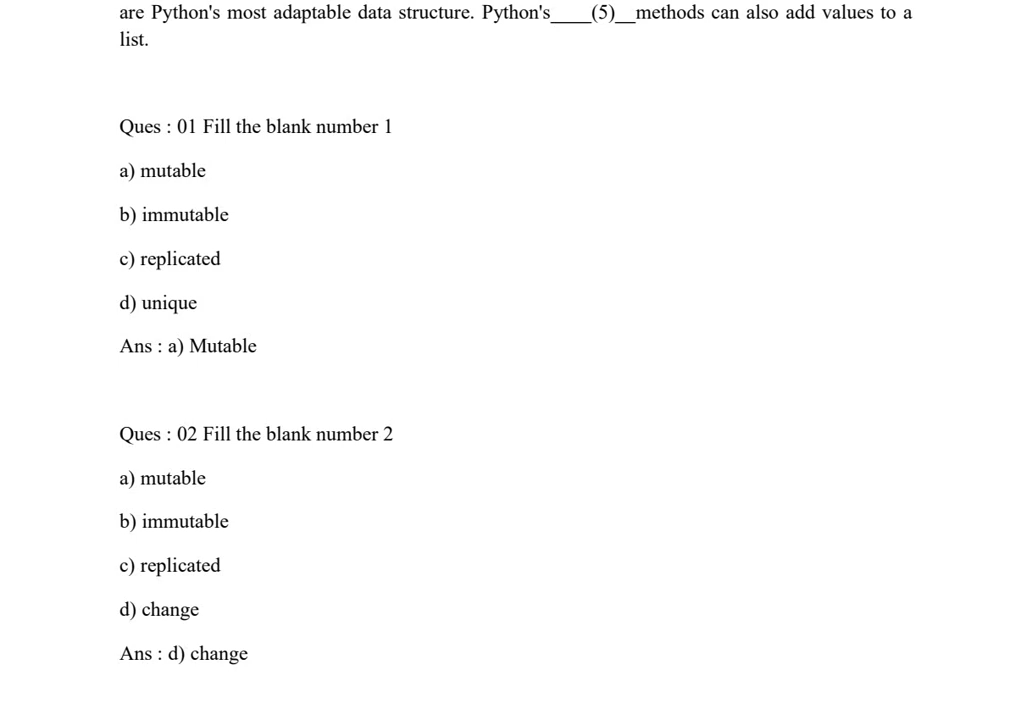 are Python's most adaptable data structure. Python's____(5)__methods can also add values to a
list.
Ques : 01 Fill the blank number 1
a) mutable
b) immutable
c) replicated
d) unique
Ans : a) Mutable
Ques : 02 Fill the blank number 2
a) mutable
b) immutable
c) replicated
d) change
Ans : d) change